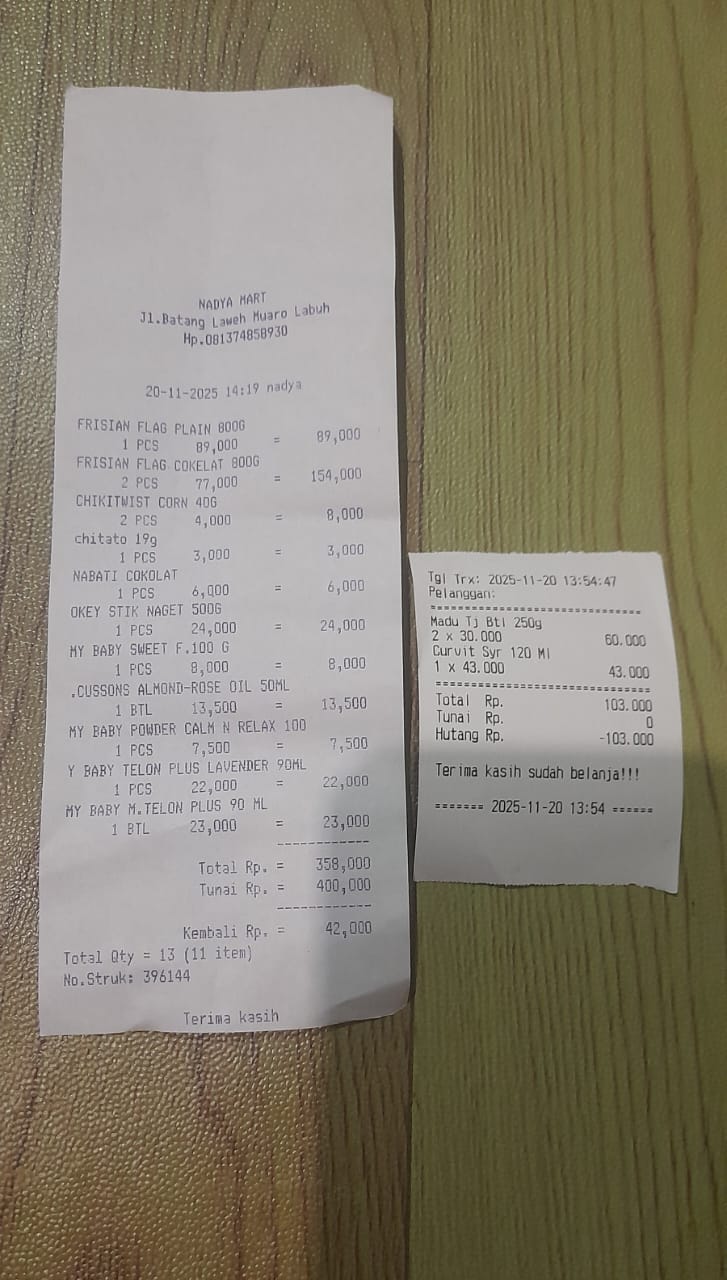 NADYA MART
Jl.Batang Laweh Muaro Labuh
Hp.081374858930
20-11-2025 14:19 nadya
FRISIAN FLAG PLAIN 800G
1 PCS 89,000 = 89,000
FRISIAN FLAG COKELAT 800G
2 PCS 77,000 = 154,000
CHIKITWIST CORN 40G
2 PCS 4,000 = 8,000
chitato 19g
1 PCS 3,000 = 3,000
NABATI COKOLAT
1 PCS 6,000 = 6,000
OKEY STIK NAGET 500G
1 PCS 24,000 = 24,000
MY BABY SWEET F.100 G
1 PCS 8,000 = 8,000
.CUSSONS ALMOND-ROSE OIL 50ML
1 BTL 13,500 = 13,500
MY BABY POWDER CALM N RELAX 100
1 PCS 7,500 = 7,500
Y BABY TELON PLUS LAVENDER 90ML
1 PCS 22,000 = 22,000
MY BABY M.TELON PLUS 90 ML
1 BTL 23,000 = 23,000
------------
Total Rp. = 358,000
Tunai Rp. = 400,000
------------
Kembali Rp. = 42,000
Total Qty = 13 (11 item)
No.Struk: 396144
Terima kasih
Tgl Trx: 2025-11-20 13:54:47
Pelanggan:
==============================
Madu Tj Btl 250g
2 x 30.000 60.000
Curvit Syr 120 Ml
1 x 43.000 43.000
==============================
Total Rp. 103.000
Tunai Rp. 0
Hutang Rp. -103.000
Terima kasih sudah belanja!!!
======= 2025-11-20 13:54 ======